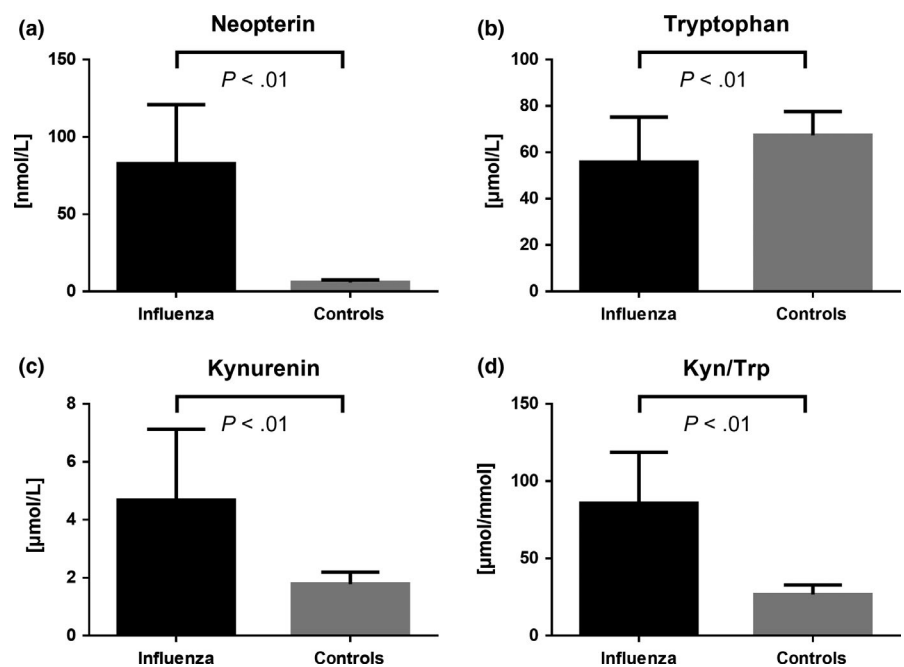 (a)
Neopterin
150
100
50
0
[nmol/L]
P < .01
Influenza Controls
(b)
Tryptophan
100
80
60
40
20
0
[µmol/L]
P < .01
Influenza Controls
(c)
Kynurenin
8
6
4
2
0
[µmol/L]
P < .01
Influenza Controls
(d)
Kyn/Trp
150
100
50
0
[µmol/mmol]
P < .01
Influenza Controls